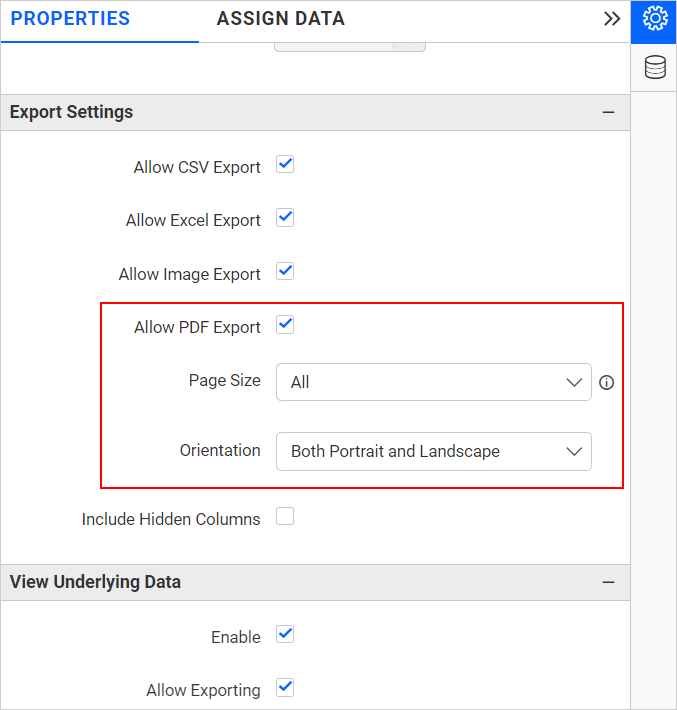 PROPERTIES ASSIGN DATA
Export Settings
Allow CSV Export
Allow Excel Export
Allow Image Export
Allow PDF Export
Page Size All
Orientation Both Portrait and Landscape
Include Hidden Columns
View Underlying Data
Enable
Allow Exporting